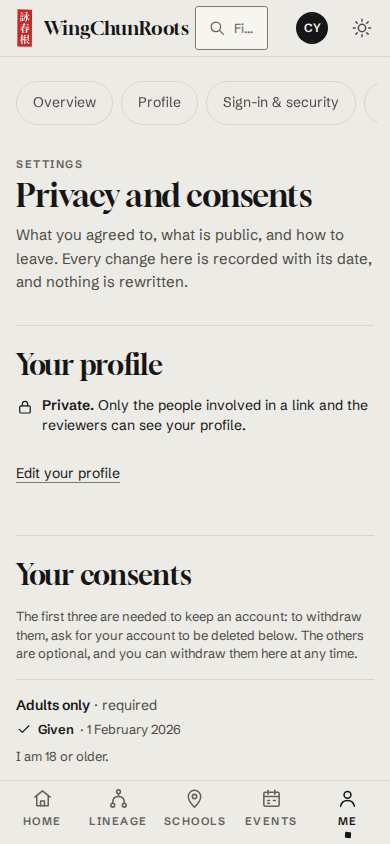 詠春根
WingChunRoots
Fi...
CY
Overview
Profile
Sign-in & security
SETTINGS
Privacy and consents
What you agreed to, what is public, and how to
leave. Every change here is recorded with its date,
and nothing is rewritten.
Your profile
Private. Only the people involved in a link and the
reviewers can see your profile.
Edit your profile
Your consents
The first three are needed to keep an account: to withdraw
them, ask for your account to be deleted below. The others
are optional, and you can withdraw them here at any time.
Adults only · required
Given · 1 February 2026
I am 18 or older.
HOME
LINEAGE
SCHOOLS
EVENTS
ME